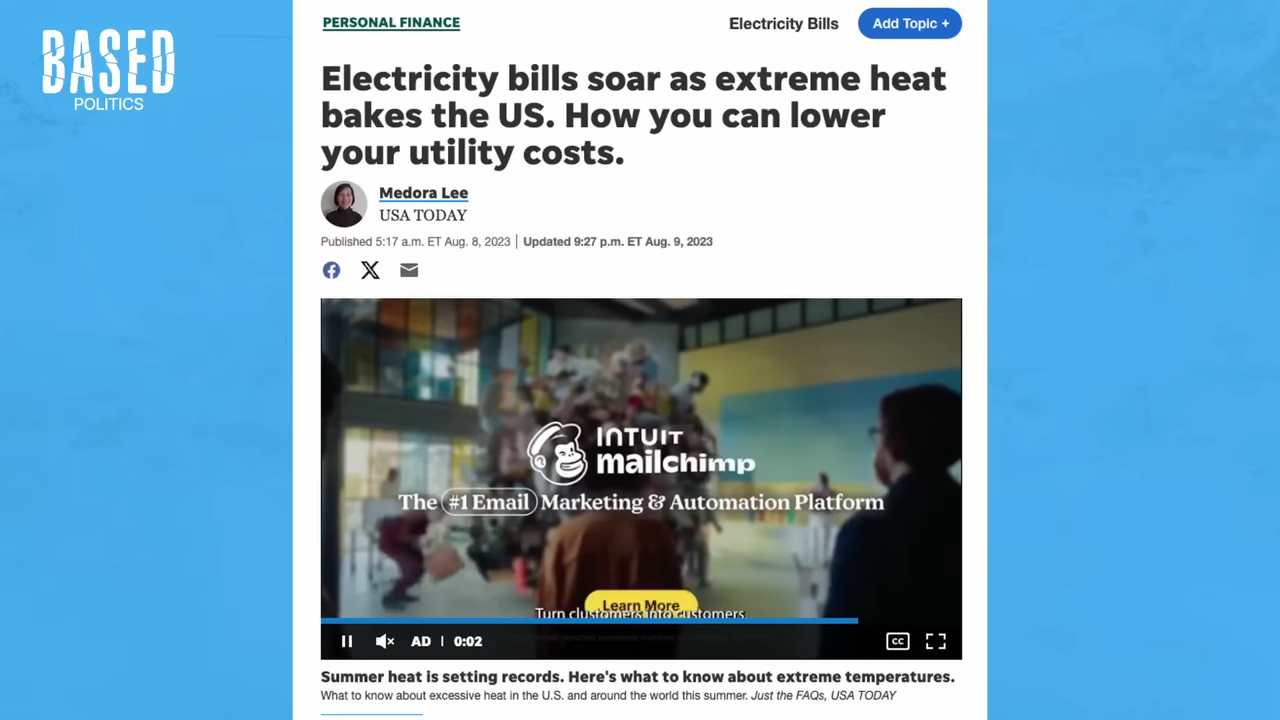 BASED
POLITICS
PERSONAL FINANCE
Electricity Bills
Add Topic +
Electricity bills soar as extreme heat
bakes the US. How you can lower
your utility costs.
Medora Lee
USA TODAY
Published 5:17 a.m. ET Aug. 8, 2023 | Updated 9:27 p.m. ET Aug. 9, 2023
INTUIT
mailchimp
The #1 Email Marketing & Automation Platform
Learn More
Turn clustomers into customers.
AD | 0:02
CC
Summer heat is setting records. Here's what to know about extreme temperatures.
What to know about excessive heat in the U.S. and around the world this summer. Just the FAQs, USA TODAY